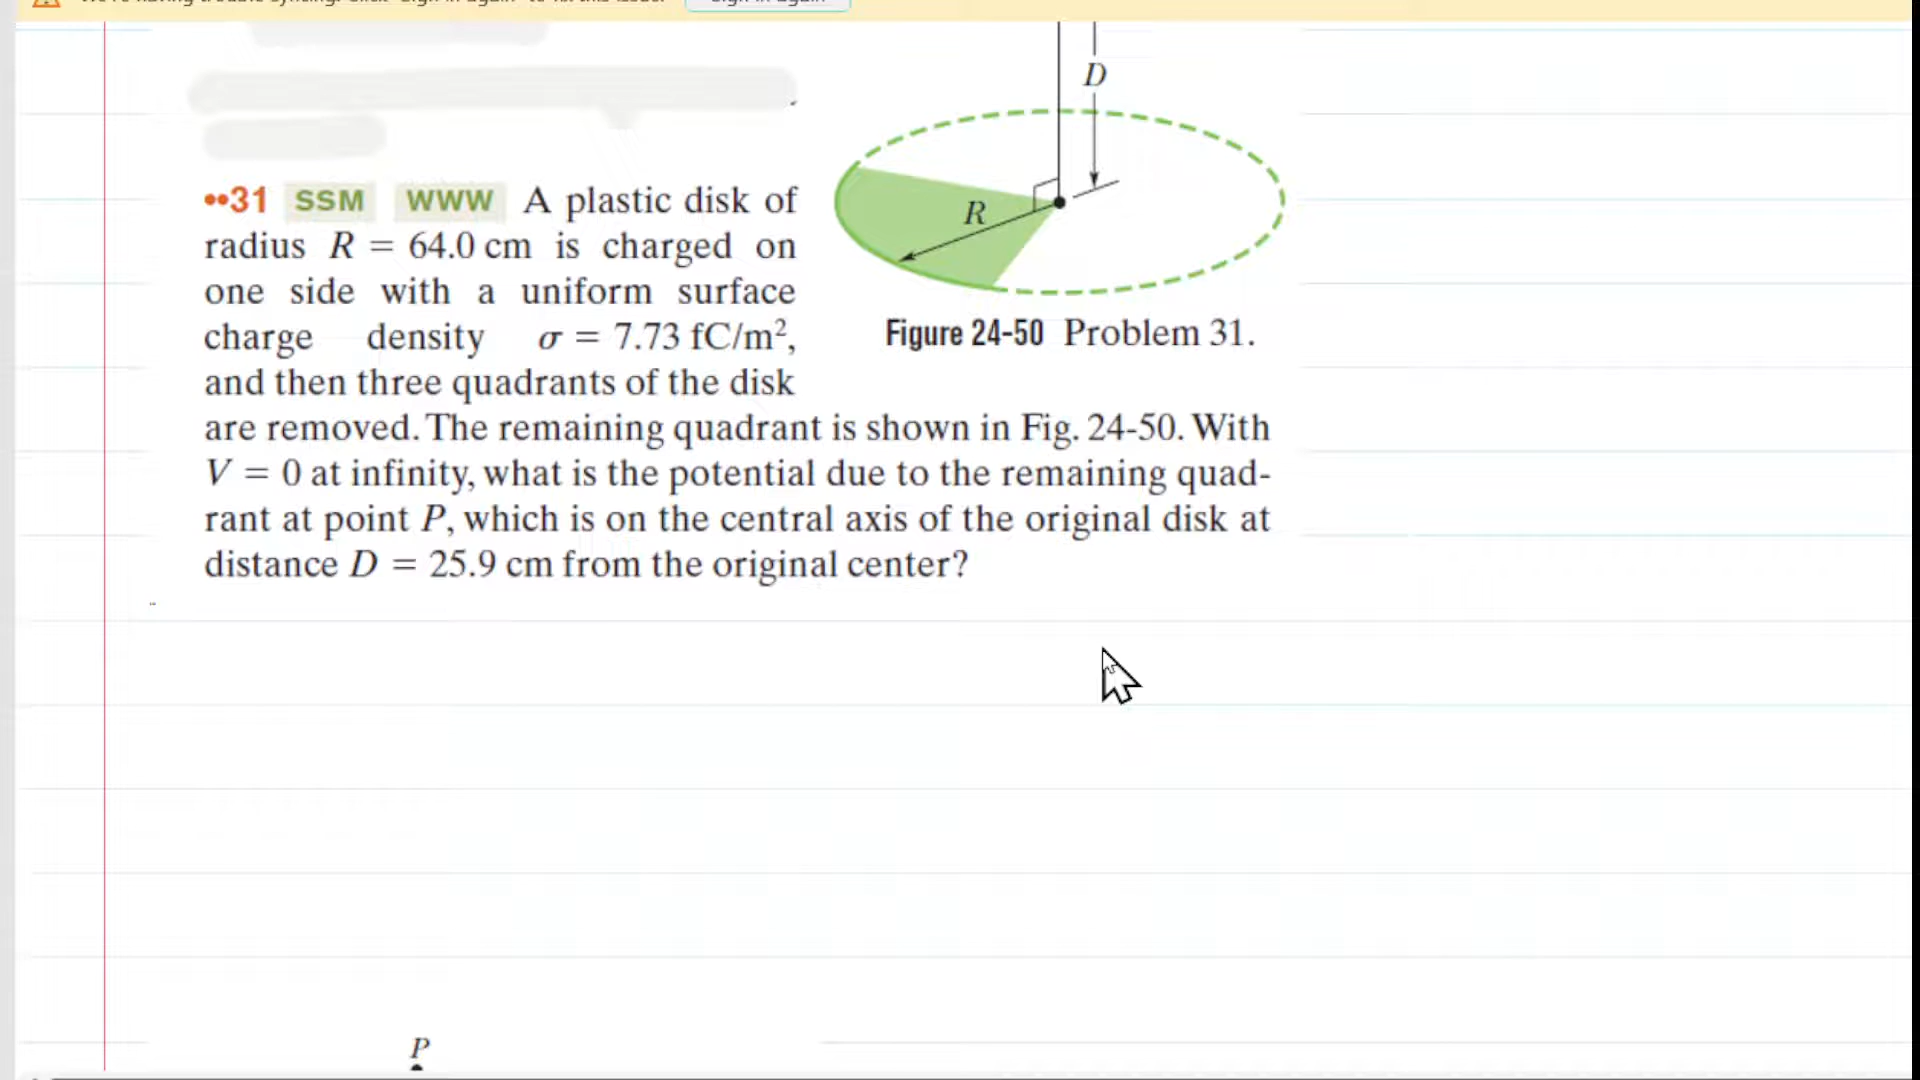 D
••31 SSM WWW A plastic disk of
radius R = 64.0 cm is charged on
one side with a uniform surface
charge density σ = 7.73 fC/m²,
and then three quadrants of the disk
R
Figure 24-50 Problem 31.
are removed. The remaining quadrant is shown in Fig. 24-50. With
V = 0 at infinity, what is the potential due to the remaining quad-
rant at point P, which is on the central axis of the original disk at
distance D = 25.9 cm from the original center?
P